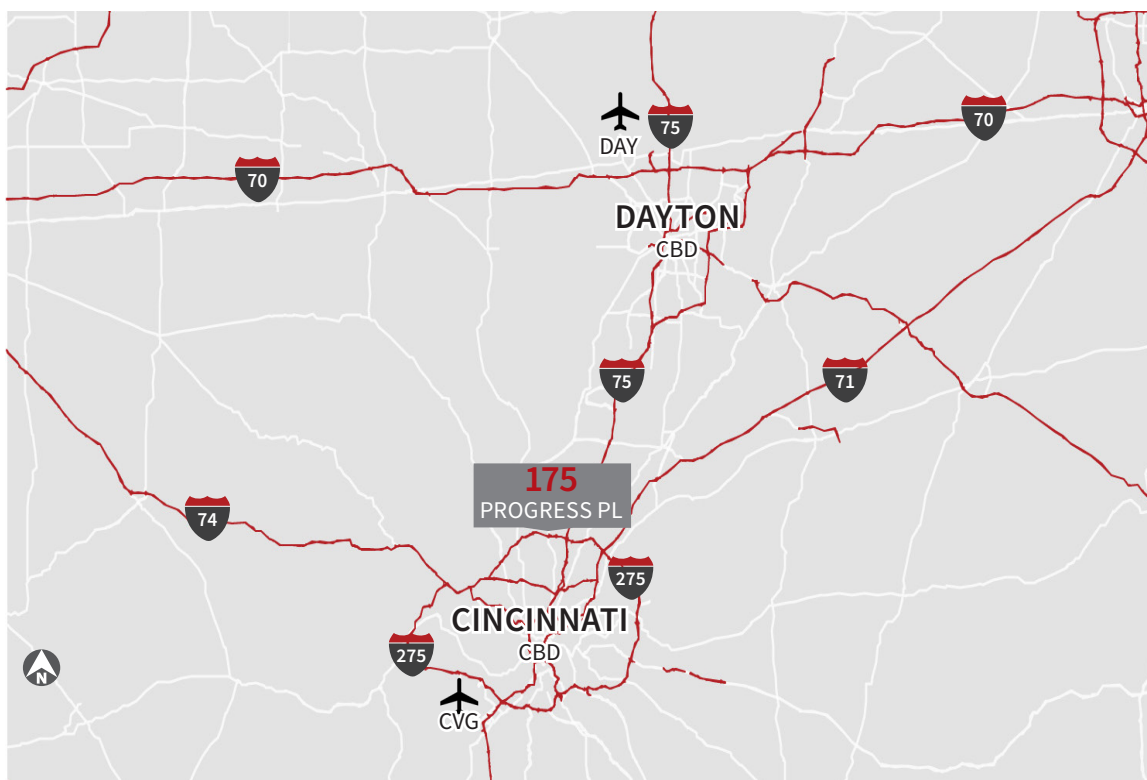 75
70
DAY
70
DAYTON
CBD
75
71
175
PROGRESS PL
74
275
CINCINNATI
CBD
275
N
CVG